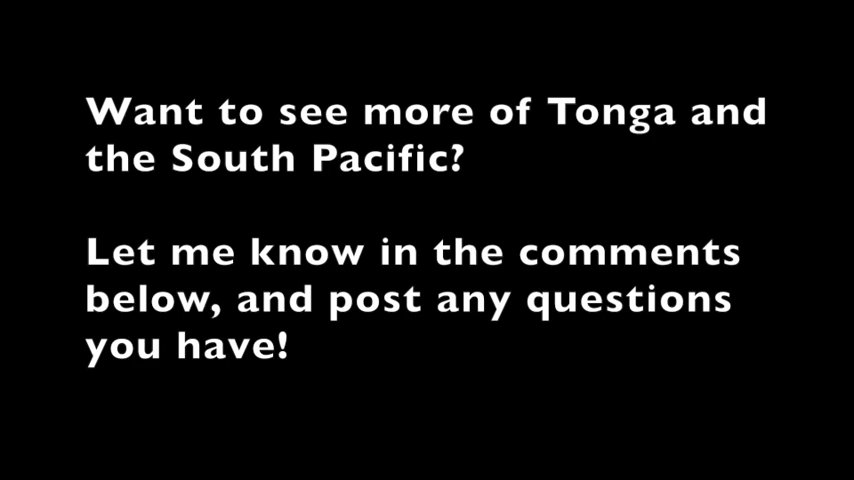 Want to see more of Tonga and
the South Pacific?
Let me know in the comments
below, and post any questions
you have!